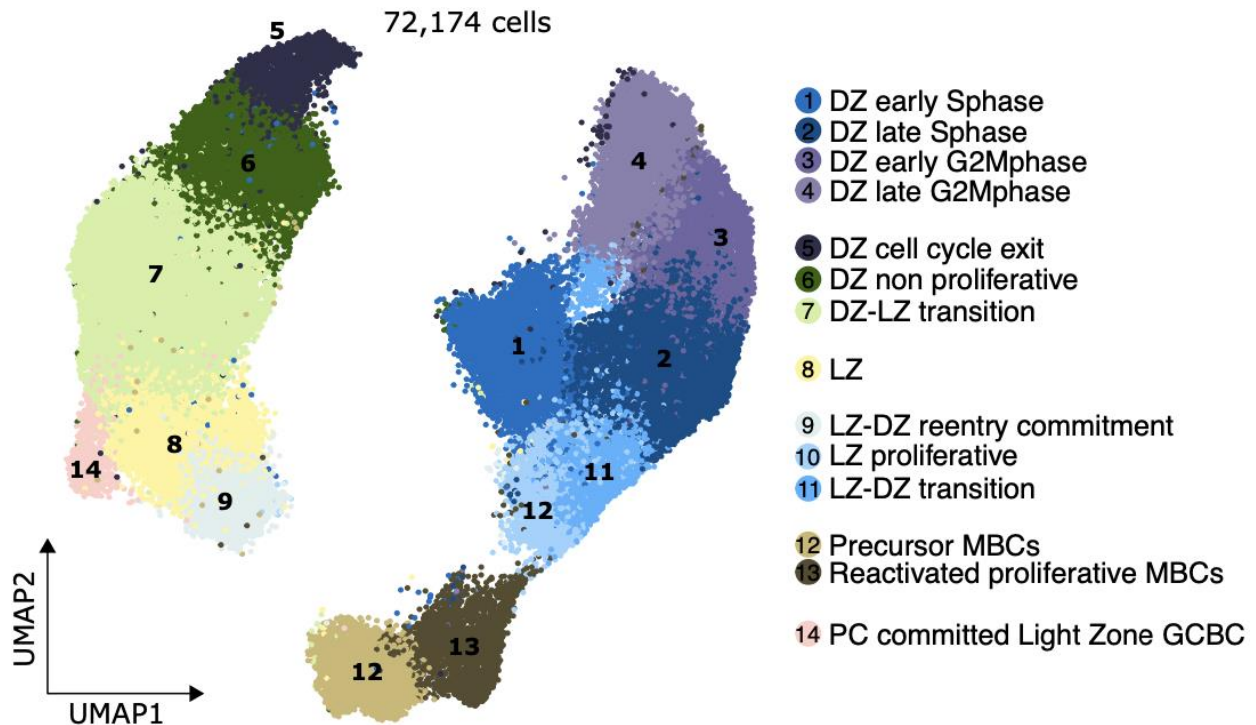 72,174 cells
5
6
7
8
14
9
4
3
1
2
11
12
12
13
UMAP2
UMAP1
1 DZ early Sphase
2 DZ late Sphase
3 DZ early G2Mphase
4 DZ late G2Mphase
5 DZ cell cycle exit
6 DZ non proliferative
7 DZ-LZ transition
8 LZ
9 LZ-DZ reentry commitment
10 LZ proliferative
11 LZ-DZ transition
12 Precursor MBCs
13 Reactivated proliferative MBCs
14 PC committed Light Zone GCBC